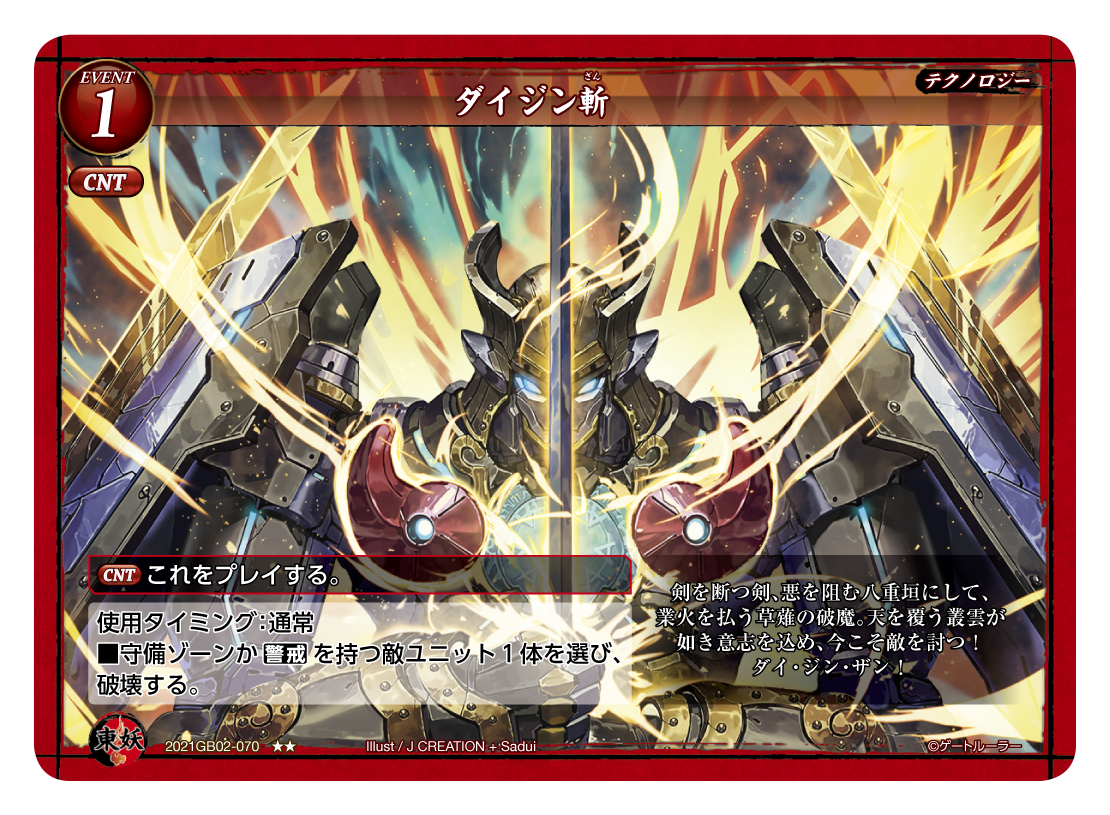 EVENT
1
ざん
ダイジン斬
テクノロジー
CNT
CNT これをプレイする。
使用タイミング:通常
■守備ゾーンか 警戒 を持つ敵ユニット1体を選び、
破壊する。
剣を断つ剣、悪を阻む八重垣にして、
業火を払う草薙の破魔。天を覆う叢雲が
如き意志を込め、今こそ敵を討つ!
ダイ・ジン・ザン!
東妖
2021GB02-070 ★★
Illust / J CREATION + Sadui
©ゲートルーラー